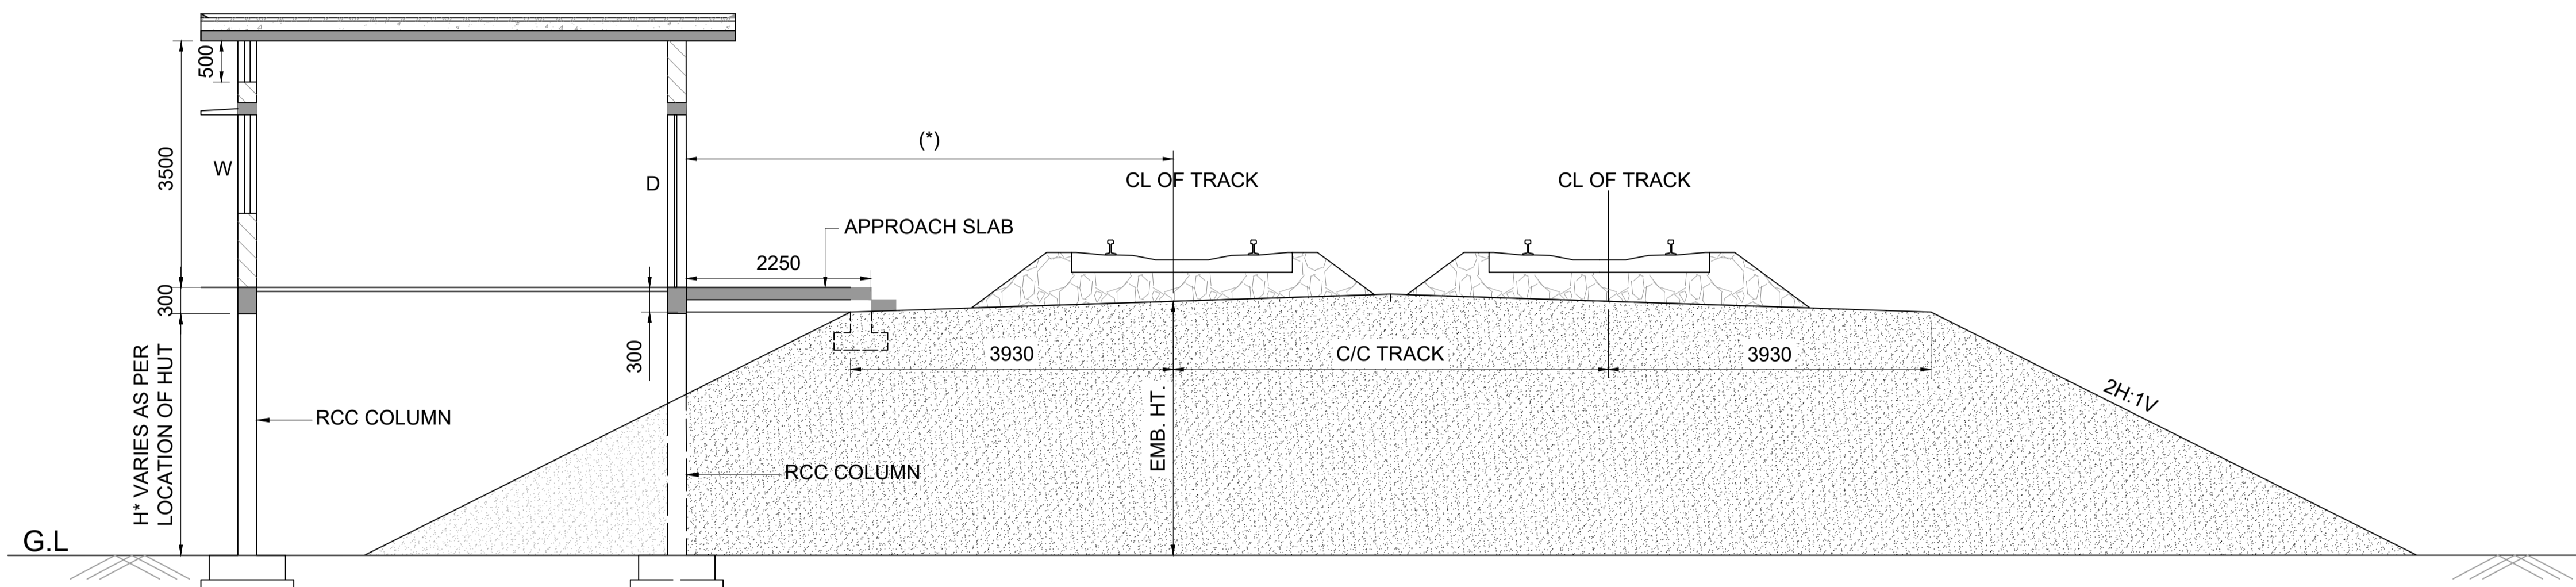 500
(*)
3500
W
D
CL OF TRACK
CL OF TRACK
APPROACH SLAB
2250
300
300
3930
C/C TRACK
3930
H* VARIES AS PER
LOCATION OF HUT
RCC COLUMN
EMB. HT.
2H:1V
RCC COLUMN
G.L